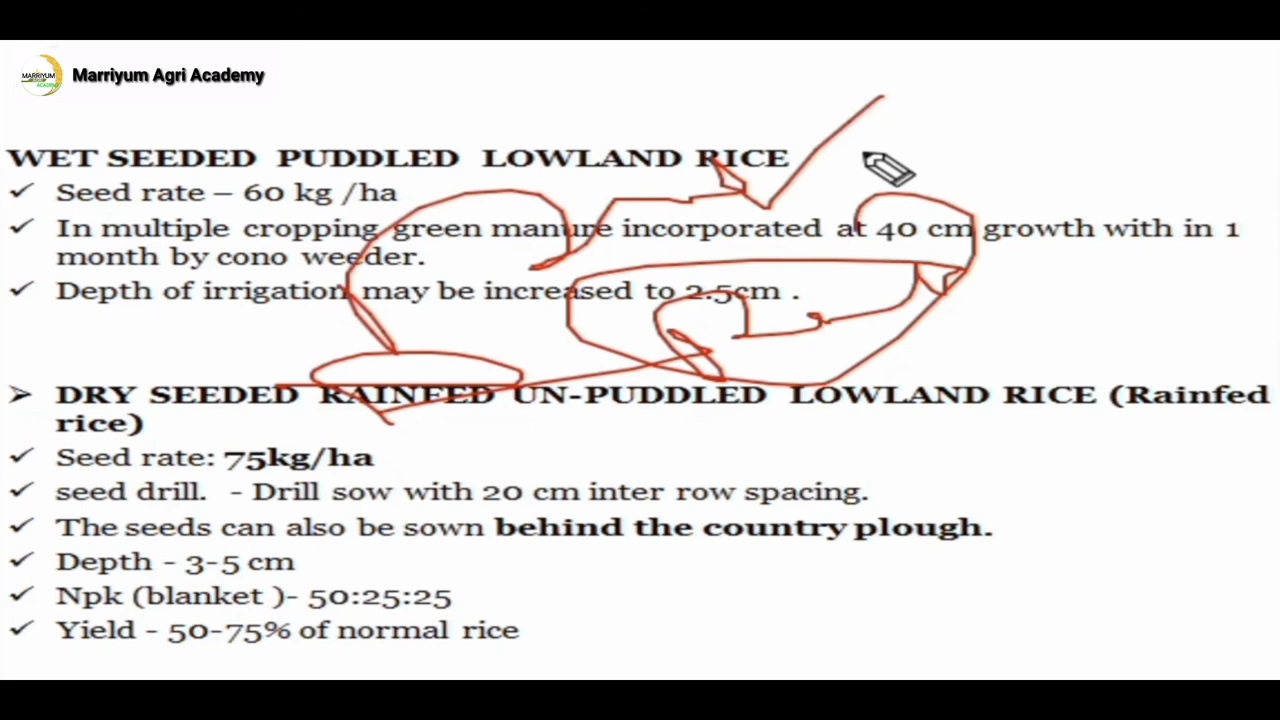 MARRIYUM
ACADEMY
Marriyum Agri Academy
WET SEEDED PUDDLED LOWLAND RICE
✓ Seed rate – 60 kg /ha
✓ In multiple cropping green manure incorporated at 40 cm growth with in 1
month by cono weeder.
✓ Depth of irrigation may be increased to 2.5cm .
➢ DRY SEEDED RAINFED UN-PUDDLED LOWLAND RICE (Rainfed
rice)
✓ Seed rate: 75kg/ha
✓ seed drill. - Drill sow with 20 cm inter row spacing.
✓ The seeds can also be sown behind the country plough.
✓ Depth - 3-5 cm
✓ Npk (blanket )- 50:25:25
✓ Yield - 50-75% of normal rice